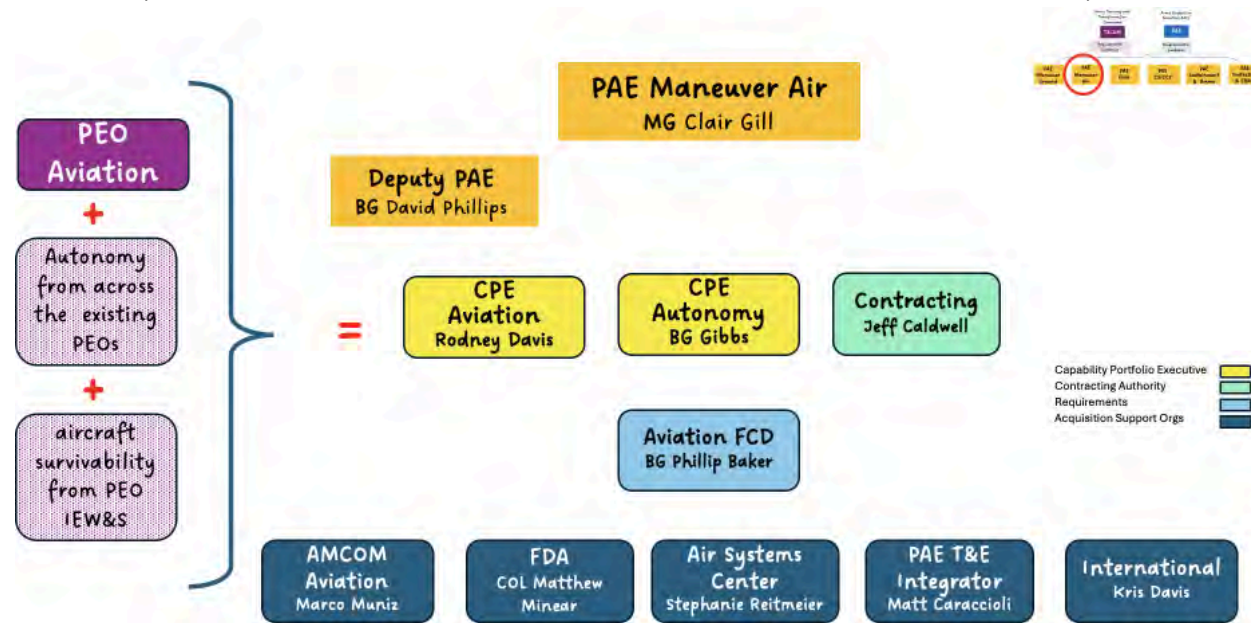 PAE Maneuver Air
MG Clair Gill
PEO
Aviation
+
Autonomy
from across
the existing
PEOs
+
aircraft
survivability
from PEO
IEW&S
=
Deputy PAE
BG David Phillips
CPE
Aviation
Rodney Davis
CPE
Autonomy
BG Gibbs
Contracting
Jeff Caldwell
Aviation FCD
BG Phillip Baker
Capability Portfolio Executive
Contracting Authority
Requirements
Acquisition Support Orgs
AMCOM
Aviation
Marco Muniz
FDA
COL Matthew
Minear
Air Systems
Center
Stephanie Reitmeier
PAE T&E
Integrator
Matt Caraccioli
International
Kris Davis
PAE
Maneuver
Air